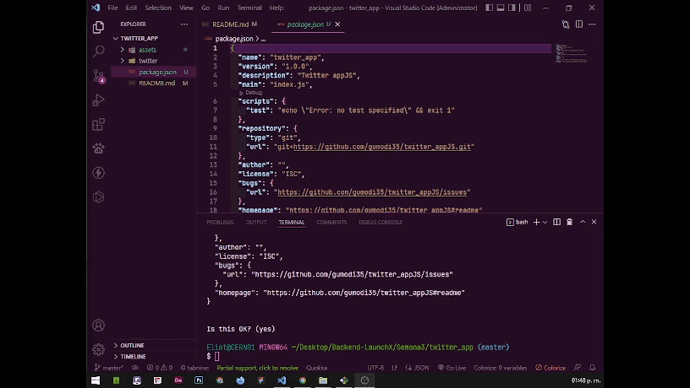 File Edit Selection View Go Run Terminal Help
package.json - twitter_app - Visual Studio Code [Administrator]
EXPLORER
README.md M
package.json U
TWITTER_APP
assets
twitter
package.json U
README.md M
package.json > ...
1 {
2 "name": "twitter_app",
3 "version": "1.0.0",
4 "description": "Twitter appJS",
5 "main": "index.js",
Debug
6 "scripts": {
7 "test": "echo \"Error: no test specified\" && exit 1"
8 },
9 "repository": {
10 "type": "git",
11 "url": "git+https://github.com/gumodi35/twitter_appJS.git"
12 },
13 "author": "",
14 "license": "ISC",
15 "bugs": {
16 "url": "https://github.com/gumodi35/twitter_appJS/issues"
17 },
18 "homepage": "https://github.com/gumodi35/twitter_appJS#readme"
PROBLEMS OUTPUT TERMINAL COMMENTS DEBUG CONSOLE
bash
},
"author": "",
"license": "ISC",
"bugs": {
"url": "https://github.com/gumodi35/twitter_appJS/issues"
},
"homepage": "https://github.com/gumodi35/twitter_appJS#readme"
}
Is this OK? (yes)
Eliot@CERN01 MINGW64 ~/Desktop/Backend-LaunchX/Semana3/twitter_app (master)
$
OUTLINE
TIMELINE
master* 0 0 tabnine: Partial support, click to resolve Quokka UTF-8 LF JSON Go Live Colorize: 0 variables Colorize
01:48 p. m.